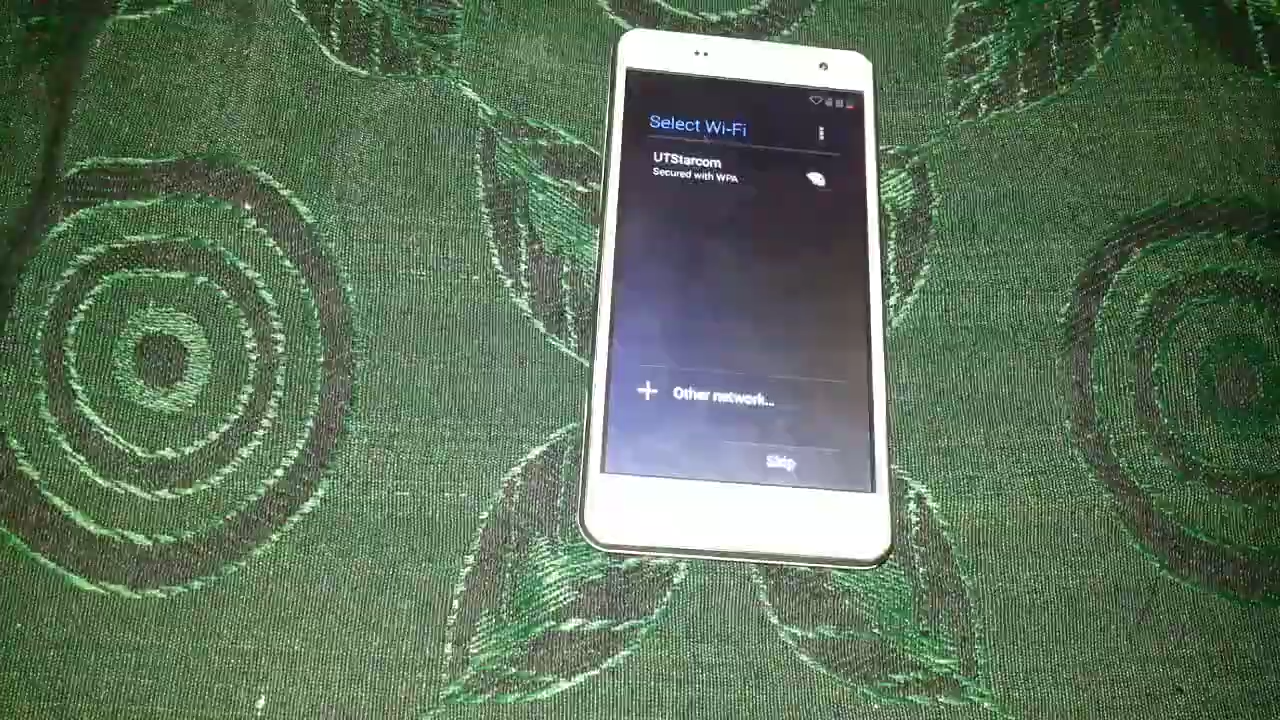 Select Wi-Fi
UTStarcom
Secured with WPA
Other network...
Skip